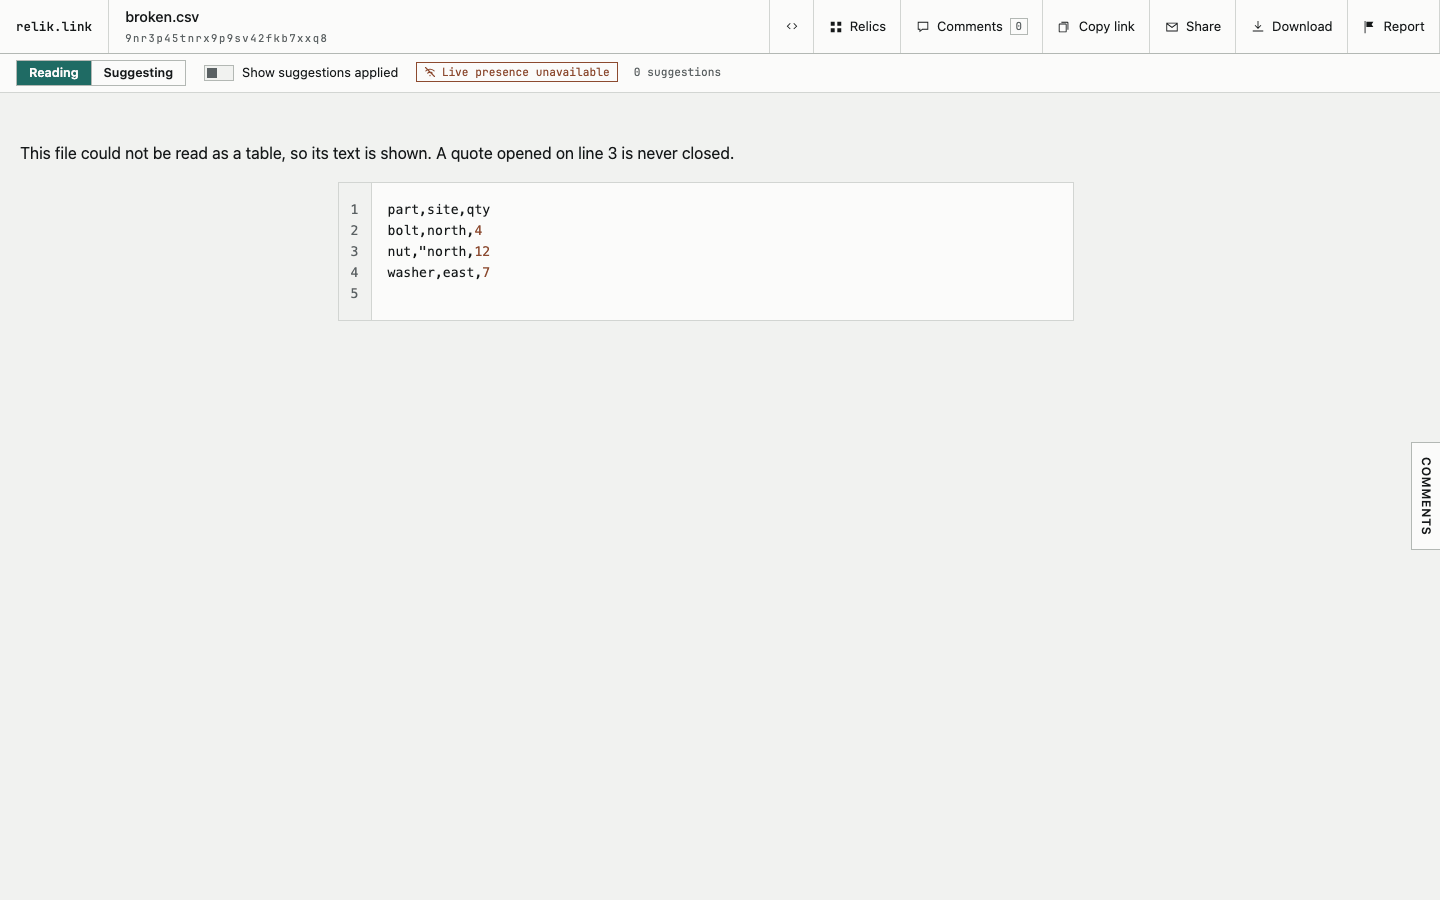 relik.link
broken.csv
9nr3p45tnrx9p9sv42fkb7xxq8
<> Relics Comments 0 Copy link Share Download Report
Reading Suggesting Show suggestions applied Live presence unavailable 0 suggestions
This file could not be read as a table, so its text is shown. A quote opened on line 3 is never closed.
1 part,site,qty
2 bolt,north,4
3 nut,"north,12
4 washer,east,7
5
COMMENTS